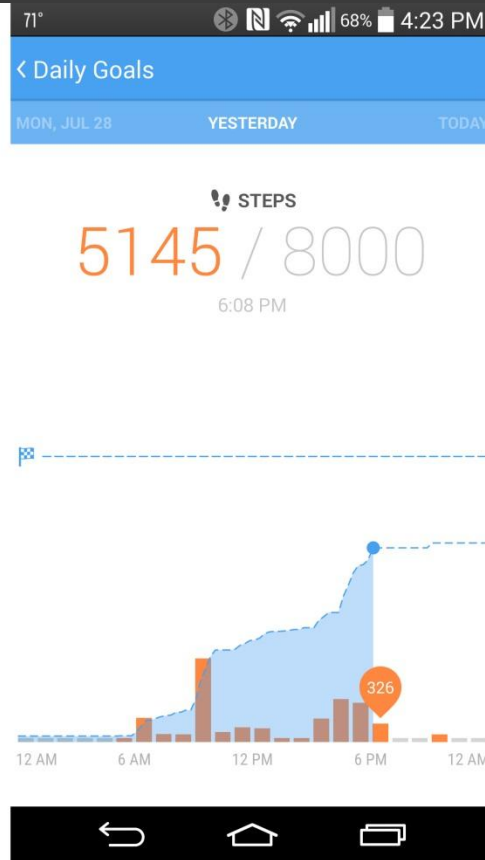 71° 68% 4:23 PM
< Daily Goals
MON, JUL 28 YESTERDAY TODAY
STEPS
5145 / 8000
6:08 PM
326
12 AM 6 AM 12 PM 6 PM 12 AM